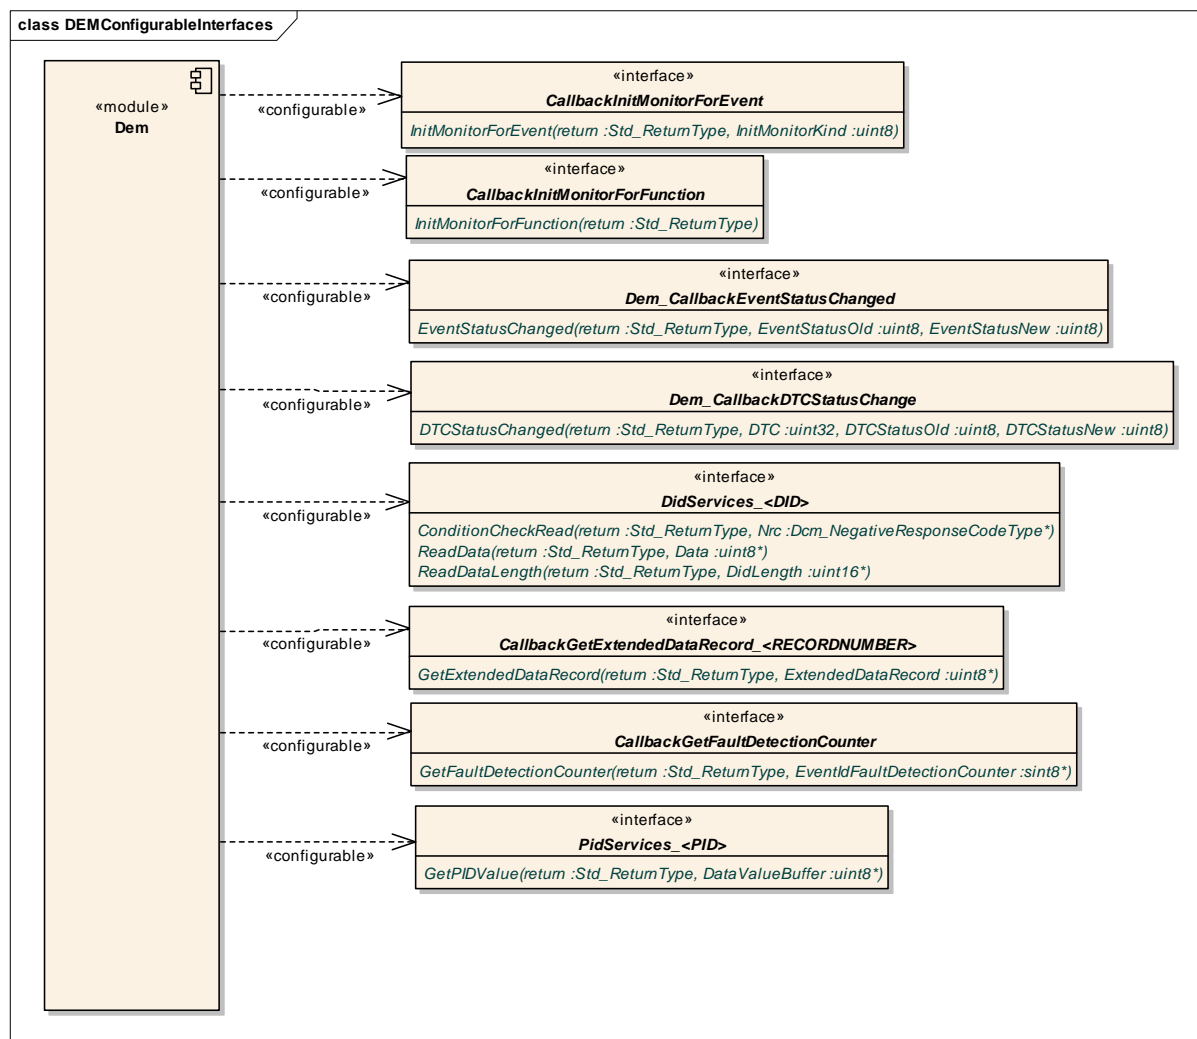 class DEMConfigurableInterfaces
«module»
Dem
«configurable»
«interface»
CallbackInitMonitorForEvent
InitMonitorForEvent(return :Std_ReturnType, InitMonitorKind :uint8)
«configurable»
«interface»
CallbackInitMonitorForFunction
InitMonitorForFunction(return :Std_ReturnType)
«configurable»
«interface»
Dem_CallbackEventStatusChanged
EventStatusChanged(return :Std_ReturnType, EventStatusOld :uint8, EventStatusNew :uint8)
«configurable»
«interface»
Dem_CallbackDTCStatusChange
DTCStatusChanged(return :Std_ReturnType, DTC :uint32, DTCStatusOld :uint8, DTCStatusNew :uint8)
«configurable»
«interface»
DidServices_<DID>
ConditionCheckRead(return :Std_ReturnType, Nrc :Dcm_NegativeResponseCodeType*)
ReadData(return :Std_ReturnType, Data :uint8*)
ReadDataLength(return :Std_ReturnType, DidLength :uint16*)
«configurable»
«interface»
CallbackGetExtendedDataRecord_<RECORDNUMBER>
GetExtendedDataRecord(return :Std_ReturnType, ExtendedDataRecord :uint8*)
«configurable»
«interface»
CallbackGetFaultDetectionCounter
GetFaultDetectionCounter(return :Std_ReturnType, EventIdFaultDetectionCounter :sint8*)
«configurable»
«interface»
PidServices_<PID>
GetPIDValue(return :Std_ReturnType, DataValueBuffer :uint8*)